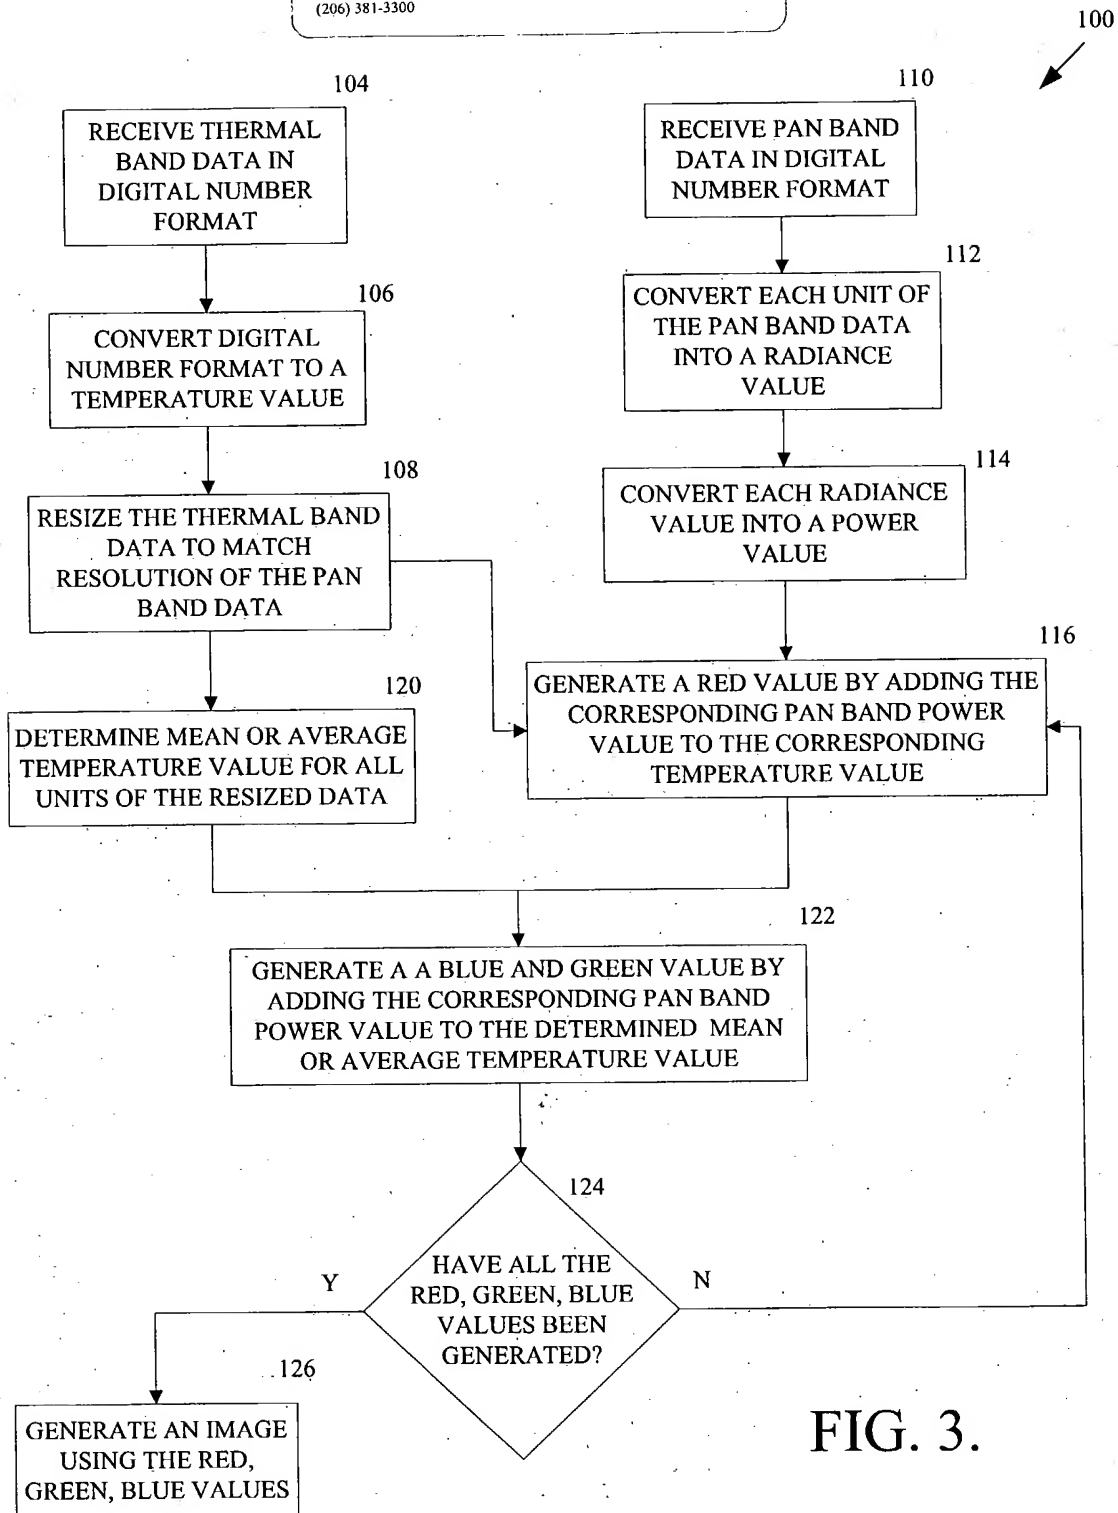 (206) 381-3300
100
104
RECEIVE THERMAL
BAND DATA IN
DIGITAL NUMBER
FORMAT
110
RECEIVE PAN BAND
DATA IN DIGITAL
NUMBER FORMAT
106
CONVERT DIGITAL
NUMBER FORMAT TO A
TEMPERATURE VALUE
112
CONVERT EACH UNIT OF
THE PAN BAND DATA
INTO A RADIANCE
VALUE
108
RESIZE THE THERMAL BAND
DATA TO MATCH
RESOLUTION OF THE PAN
BAND DATA
114
CONVERT EACH RADIANCE
VALUE INTO A POWER
VALUE
116
GENERATE A RED VALUE BY ADDING THE
CORRESPONDING PAN BAND POWER
VALUE TO THE CORRESPONDING
TEMPERATURE VALUE
120
DETERMINE MEAN OR AVERAGE
TEMPERATURE VALUE FOR ALL
UNITS OF THE RESIZED DATA
122
GENERATE A A BLUE AND GREEN VALUE BY
ADDING THE CORRESPONDING PAN BAND
POWER VALUE TO THE DETERMINED MEAN
OR AVERAGE TEMPERATURE VALUE
124
HAVE ALL THE
RED, GREEN, BLUE
VALUES BEEN
GENERATED?
Y
N
126
GENERATE AN IMAGE
USING THE RED,
GREEN, BLUE VALUES
FIG. 3.